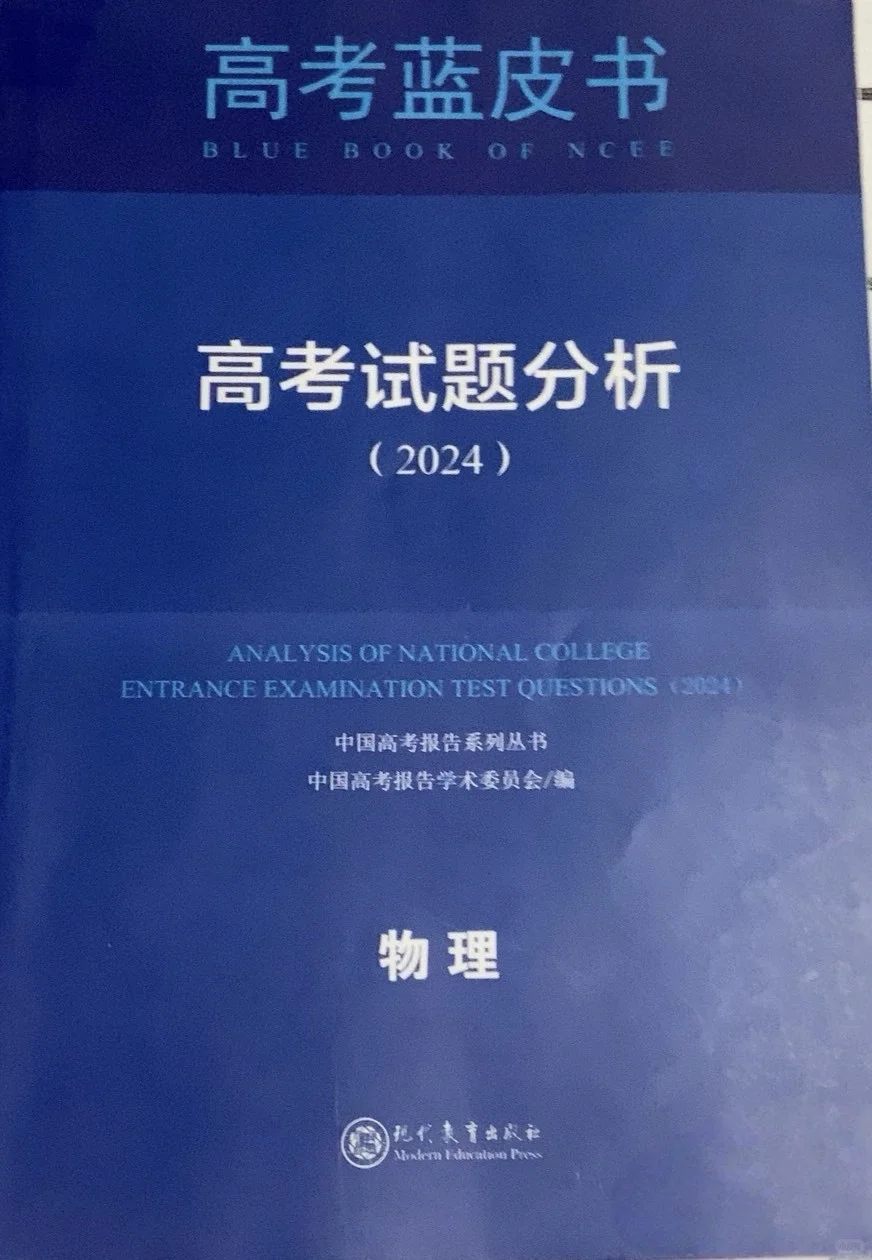 高考蓝皮书
BLUE BOOK OF NCEE
高考试题分析
（2024）
ANALYSIS OF NATIONAL COLLEGE
ENTRANCE EXAMINATION TEST QUESTIONS（2024）
中国高考报告系列丛书
中国高考报告学术委员会/编
物理
现代教育出版社
Modern Education Press